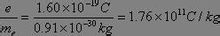 e/mₑ = 1.60×10⁻¹⁹C / 0.91×10⁻³⁰kg = 1.76×10¹¹C/kg